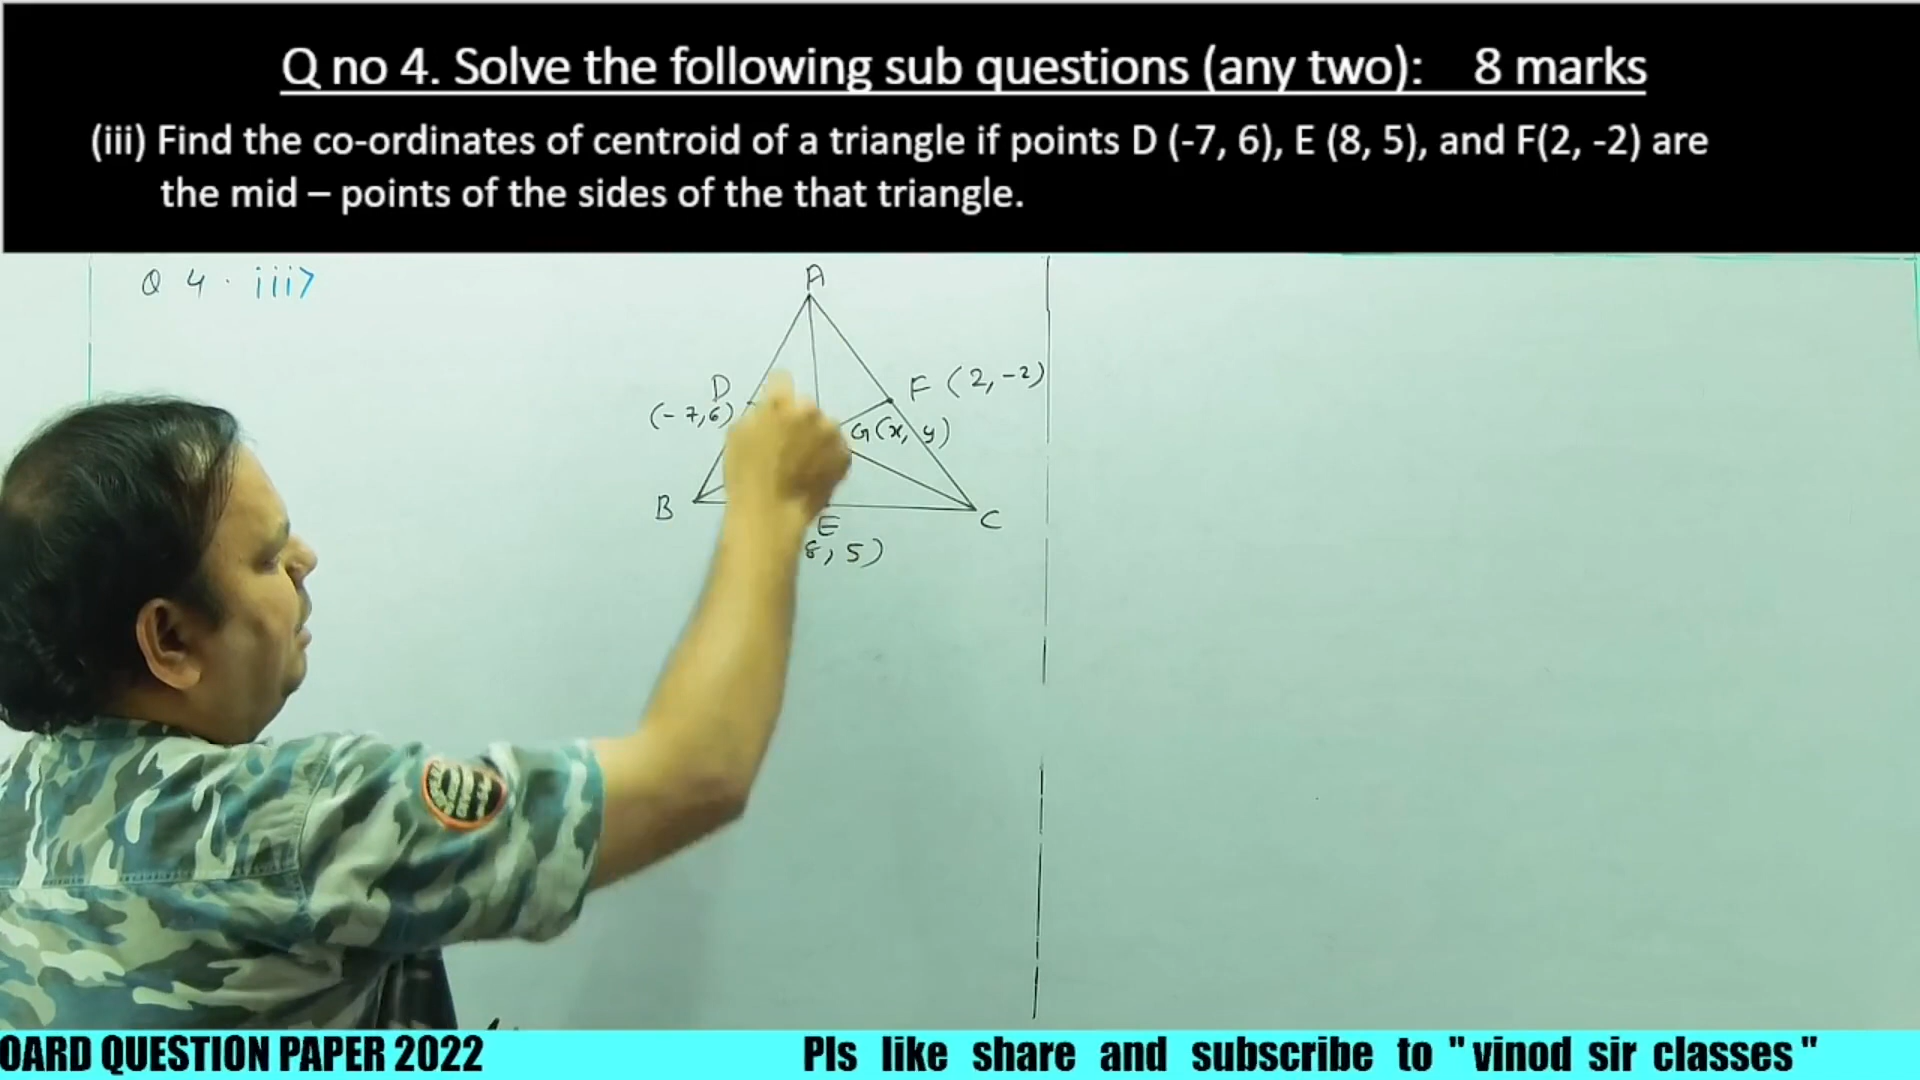 Q no 4. Solve the following sub questions (any two): 8 marks
(iii) Find the co-ordinates of centroid of a triangle if points D (-7, 6), E (8, 5), and F(2, -2) are
the mid – points of the sides of the that triangle.
Q 4. iii>
A
D
(-7,6)
F (2, -2)
G(x, y)
B
E
C
8, 5)
OARD QUESTION PAPER 2022
Pls like share and subscribe to "vinod sir classes"